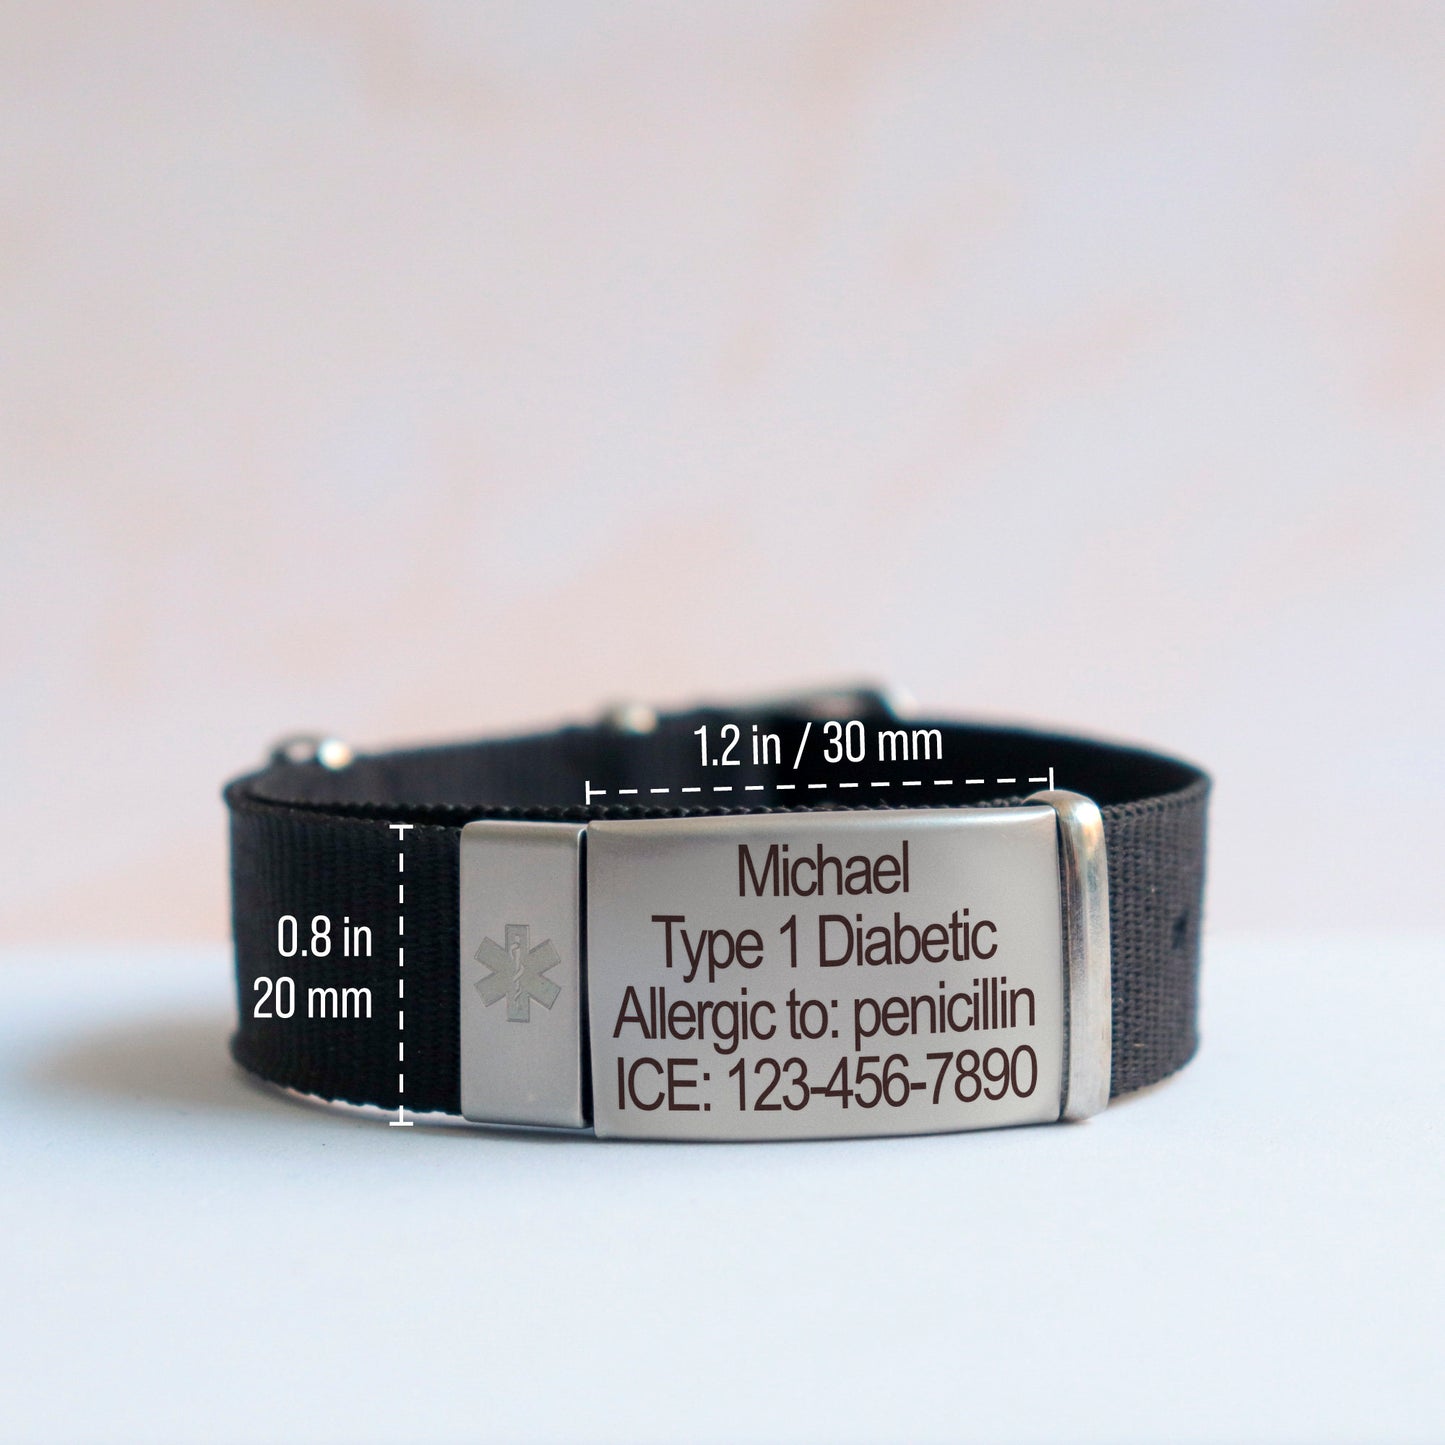 1.2 in / 30 mm
0.8 in
20 mm
Michael
Type 1 Diabetic
Allergic to: penicillin
ICE: 123-456-7890